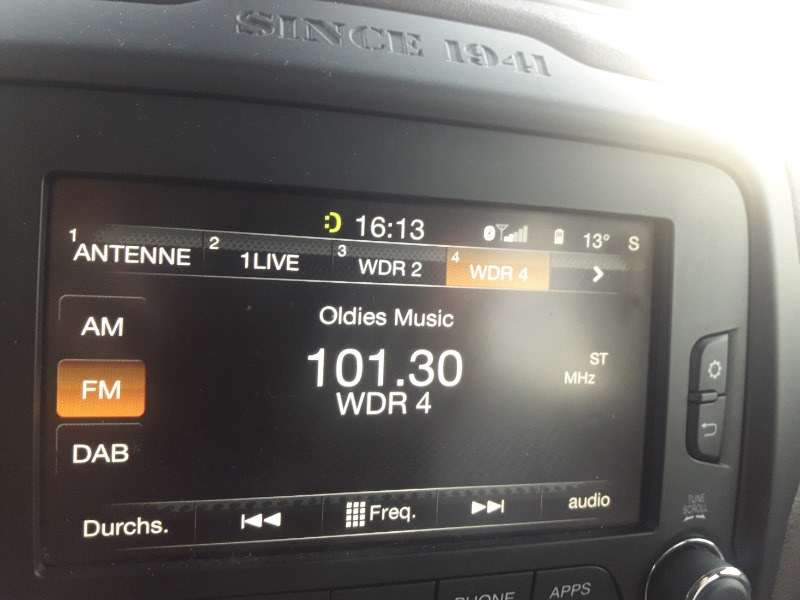 SINCE 1941
16:13 13° S
1 ANTENNE 2 1LIVE 3 WDR 2 4 WDR 4
Oldies Music
AM
101.30 ST
MHz
FM
WDR 4
DAB
Durchs. Freq. audio
TUNE
SCROLL
PHONE APPS